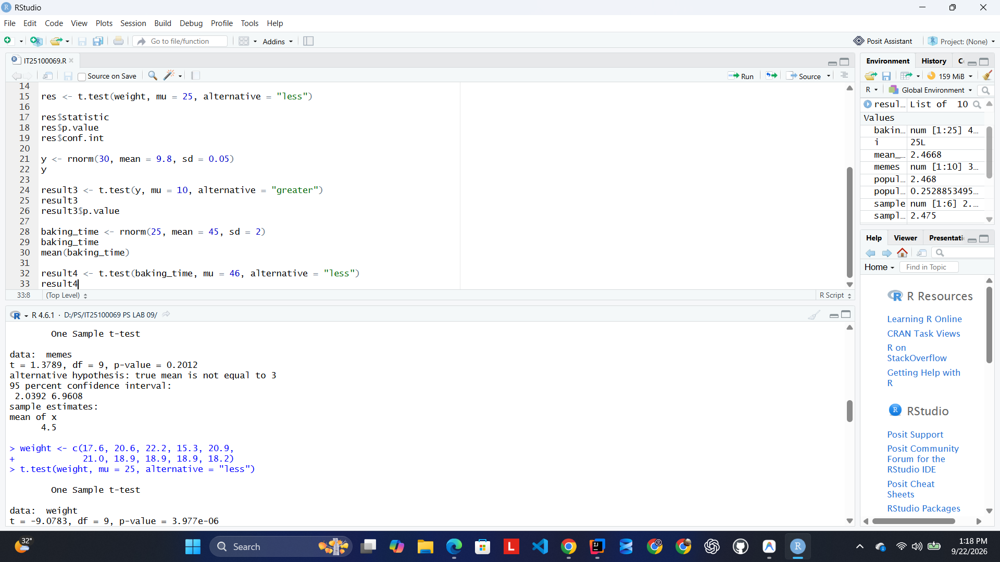 RStudio
File Edit Code View Plots Session Build Debug Profile Tools Help
Go to file/function
Addins
Posit Assistant
Project: (None)
IT25100069.R
Source on Save
Run
Source
14
15 res <- t.test(weight, mu = 25, alternative = "less")
16
17 res$statistic
18 res$p.value
19 res$conf.int
20
21 y <- rnorm(30, mean = 9.8, sd = 0.05)
22 y
23
24 result3 <- t.test(y, mu = 10, alternative = "greater")
25 result3
26 result3$p.value
27
28 baking_time <- rnorm(25, mean = 45, sd = 2)
29 baking_time
30 mean(baking_time)
31
32 result4 <- t.test(baking_time, mu = 46, alternative = "less")
33 result4
33:8 (Top Level) R Script
R 4.6.1 · D:/PS/IT25100069 PS LAB 09/
One Sample t-test
data: memes
t = 1.3789, df = 9, p-value = 0.2012
alternative hypothesis: true mean is not equal to 3
95 percent confidence interval:
2.0392 6.9608
sample estimates:
mean of x
4.5
> weight <- c(17.6, 20.6, 22.2, 15.3, 20.9,
+ 21.0, 18.9, 18.9, 18.9, 18.2)
> t.test(weight, mu = 25, alternative = "less")
One Sample t-test
data: weight
t = -9.0783, df = 9, p-value = 3.977e-06
Environment History C
159 MiB
R Global Environment
resul… List of 10
Values
bakin… num [1:25] 4…
i 25L
mean_… 2.4668
memes num [1:10] 3…
popul… 2.468
popul… 0.2528853495…
sample num [1:6] 2.…
sampl… 2.475
Help Viewer Presentati
Home Find in Topic
R Resources
Learning R Online
CRAN Task Views
R on
StackOverflow
Getting Help with
R
RStudio
Posit Support
Posit Community
Forum for the
RStudio IDE
Posit Cheat
Sheets
RStudio Packages
32°
Search
1:18 PM
9/22/2026